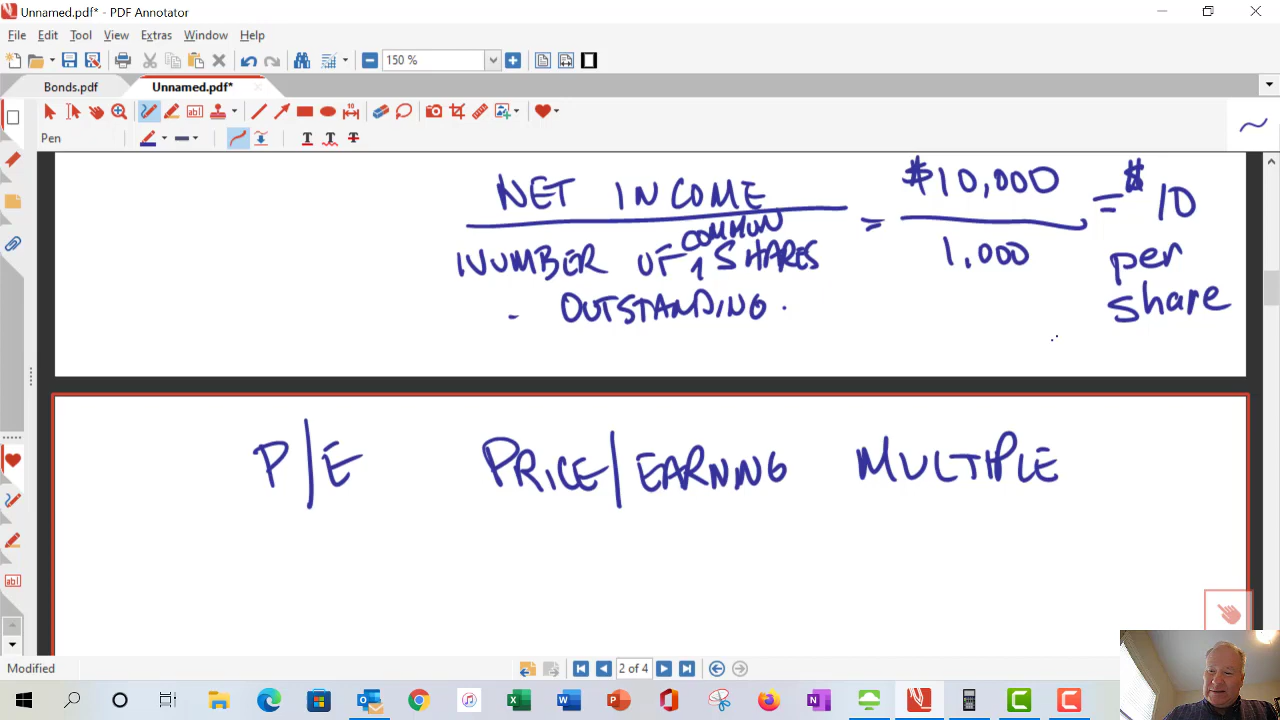 Unnamed.pdf* - PDF Annotator
File Edit Tool View Extras Window Help
150 %
Bonds.pdf Unnamed.pdf*
Pen
NET INCOME
NUMBER OF COMMON SHARES
OUTSTANDING
= $10,000
1,000
= $10
per
share
P/E PRICE/EARNING MULTIPLE
Modified 2 of 4